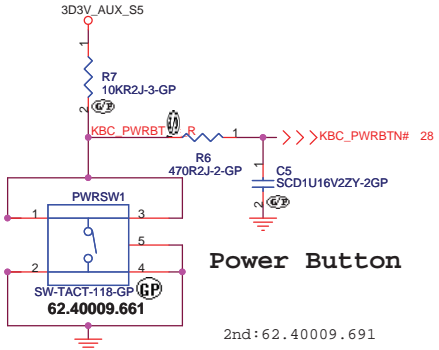 3D3V_AUX_S5
1
R7
10KR2J-3-GP
2
G/P
KBC_PWRBT
R
1
KBC_PWRBTN# 28
R6
470R2J-2-GP
1
C5
SCD1U16V2ZY-2GP
2
G/P
PWRSW1
1
3
5
2
4
SW-TACT-118-GP
GP
62.40009.661
Power Button
2nd:62.40009.691